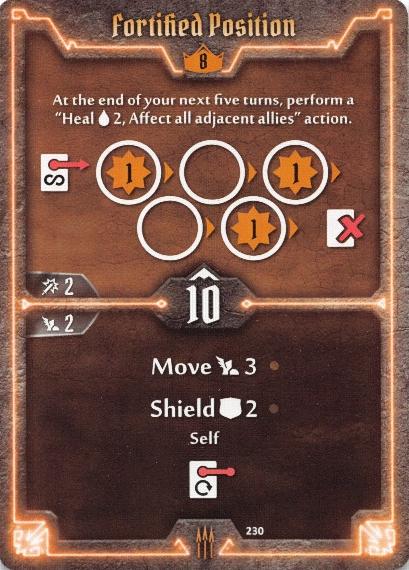 Fortified Position
8
At the end of your next five turns, perform a
“Heal 2, Affect all adjacent allies” action.
S
1 1
1
2
10
2
Move 3
Shield 2
Self
230